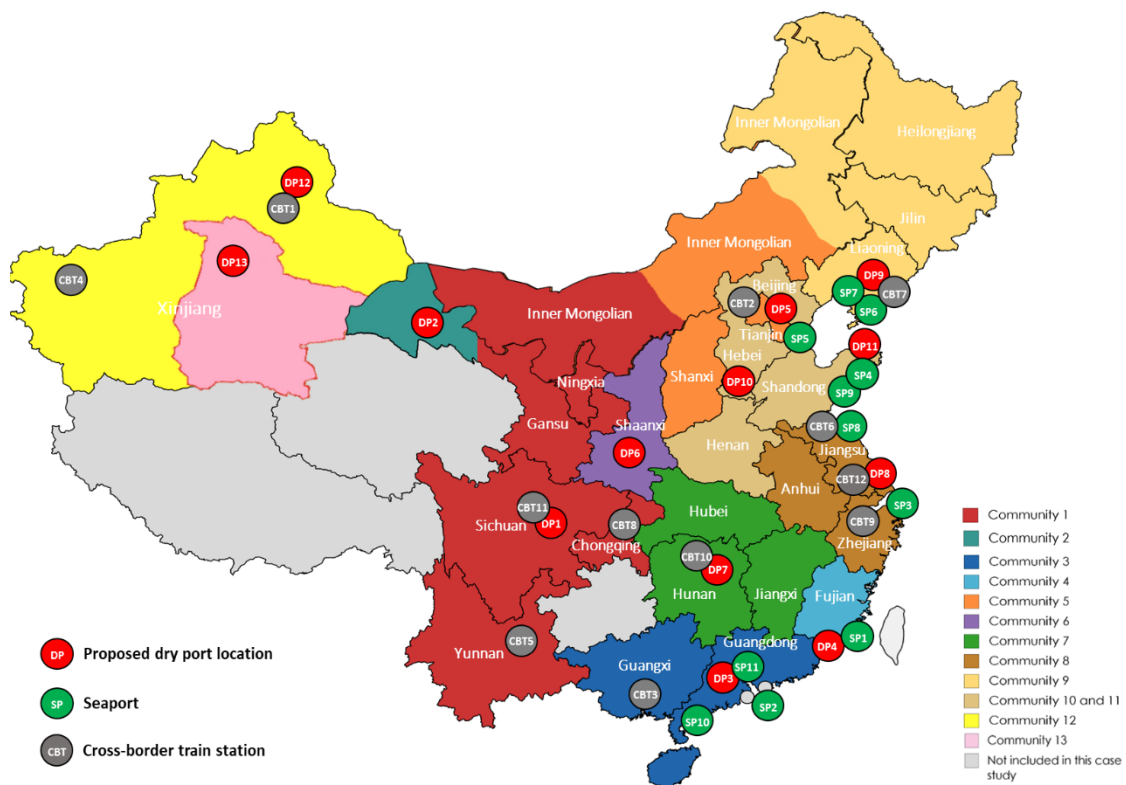 Inner Mongolian
Heilongjiang
DP12
CBT1
Jilin
Inner Mongolian
Liaoning
DP13
CBT4
DP9
Beijing
SP7
CBT7
CBT2
DP5
SP6
Xinjiang
DP2
Inner Mongolian
Tianjin
SP5
DP11
Hebei
Ningxia
Shanxi
DP10
SP4
Shandong
SP9
Gansu
Shaanxi
CBT6
SP8
Henan
Jiangsu
DP6
DP8
CBT12
Anhui
SP3
CBT11
Sichuan
DP1
CBT8
Hubei
CBT9
Zhejiang
Chongqing
CBT10
DP7
Hunan
Jiangxi
Fujian
CBT5
Yunnan
Guangdong
DP4
SP1
Guangxi
SP11
DP3
CBT3
SP2
SP10
DP Proposed dry port location
SP Seaport
CBT Cross-border train station
Community 1
Community 2
Community 3
Community 4
Community 5
Community 6
Community 7
Community 8
Community 9
Community 10 and 11
Community 12
Community 13
Not included in this case
study